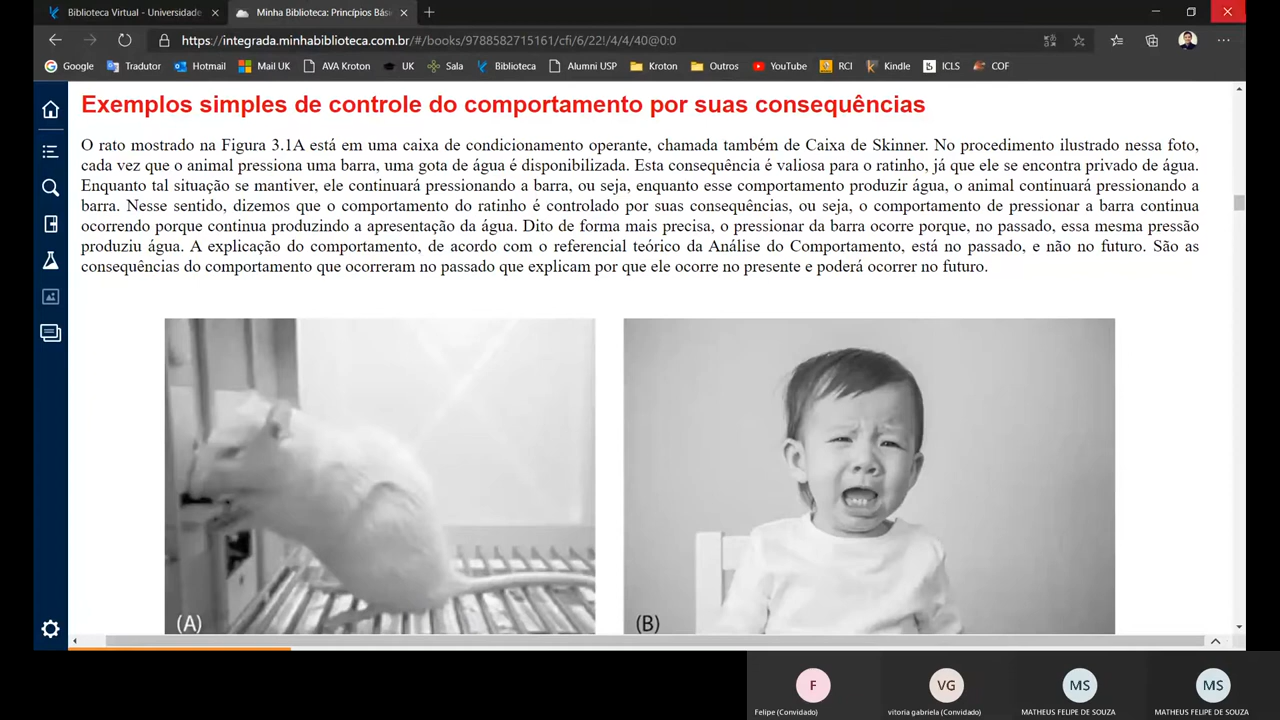 Biblioteca Virtual - Universidade
Minha Biblioteca: Princípios Bás
https://integrada.minhabiblioteca.com.br/#/books/9788582715161/cfi/6/22!/4/4/40@0:0
Google Tradutor Hotmail Mail UK AVA Kroton UK Sala Biblioteca Alumni USP Kroton Outros YouTube RCI Kindle ICLS COF
Exemplos simples de controle do comportamento por suas consequências
O rato mostrado na Figura 3.1A está em uma caixa de condicionamento operante, chamada também de Caixa de Skinner. No procedimento ilustrado nessa foto,
cada vez que o animal pressiona uma barra, uma gota de água é disponibilizada. Esta consequência é valiosa para o ratinho, já que ele se encontra privado de água.
Enquanto tal situação se mantiver, ele continuará pressionando a barra, ou seja, enquanto esse comportamento produzir água, o animal continuará pressionando a
barra. Nesse sentido, dizemos que o comportamento do ratinho é controlado por suas consequências, ou seja, o comportamento de pressionar a barra continua
ocorrendo porque continua produzindo a apresentação da água. Dito de forma mais precisa, o pressionar da barra ocorre porque, no passado, essa mesma pressão
produziu água. A explicação do comportamento, de acordo com o referencial teórico da Análise do Comportamento, está no passado, e não no futuro. São as
consequências do comportamento que ocorreram no passado que explicam por que ele ocorre no presente e poderá ocorrer no futuro.
(A)
(B)
F
VG
MS
MS
Felipe (Convidado)
vitoria gabriela (Convidado)
MATHEUS FELIPE DE SOUZA
MATHEUS FELIPE DE SOUZA